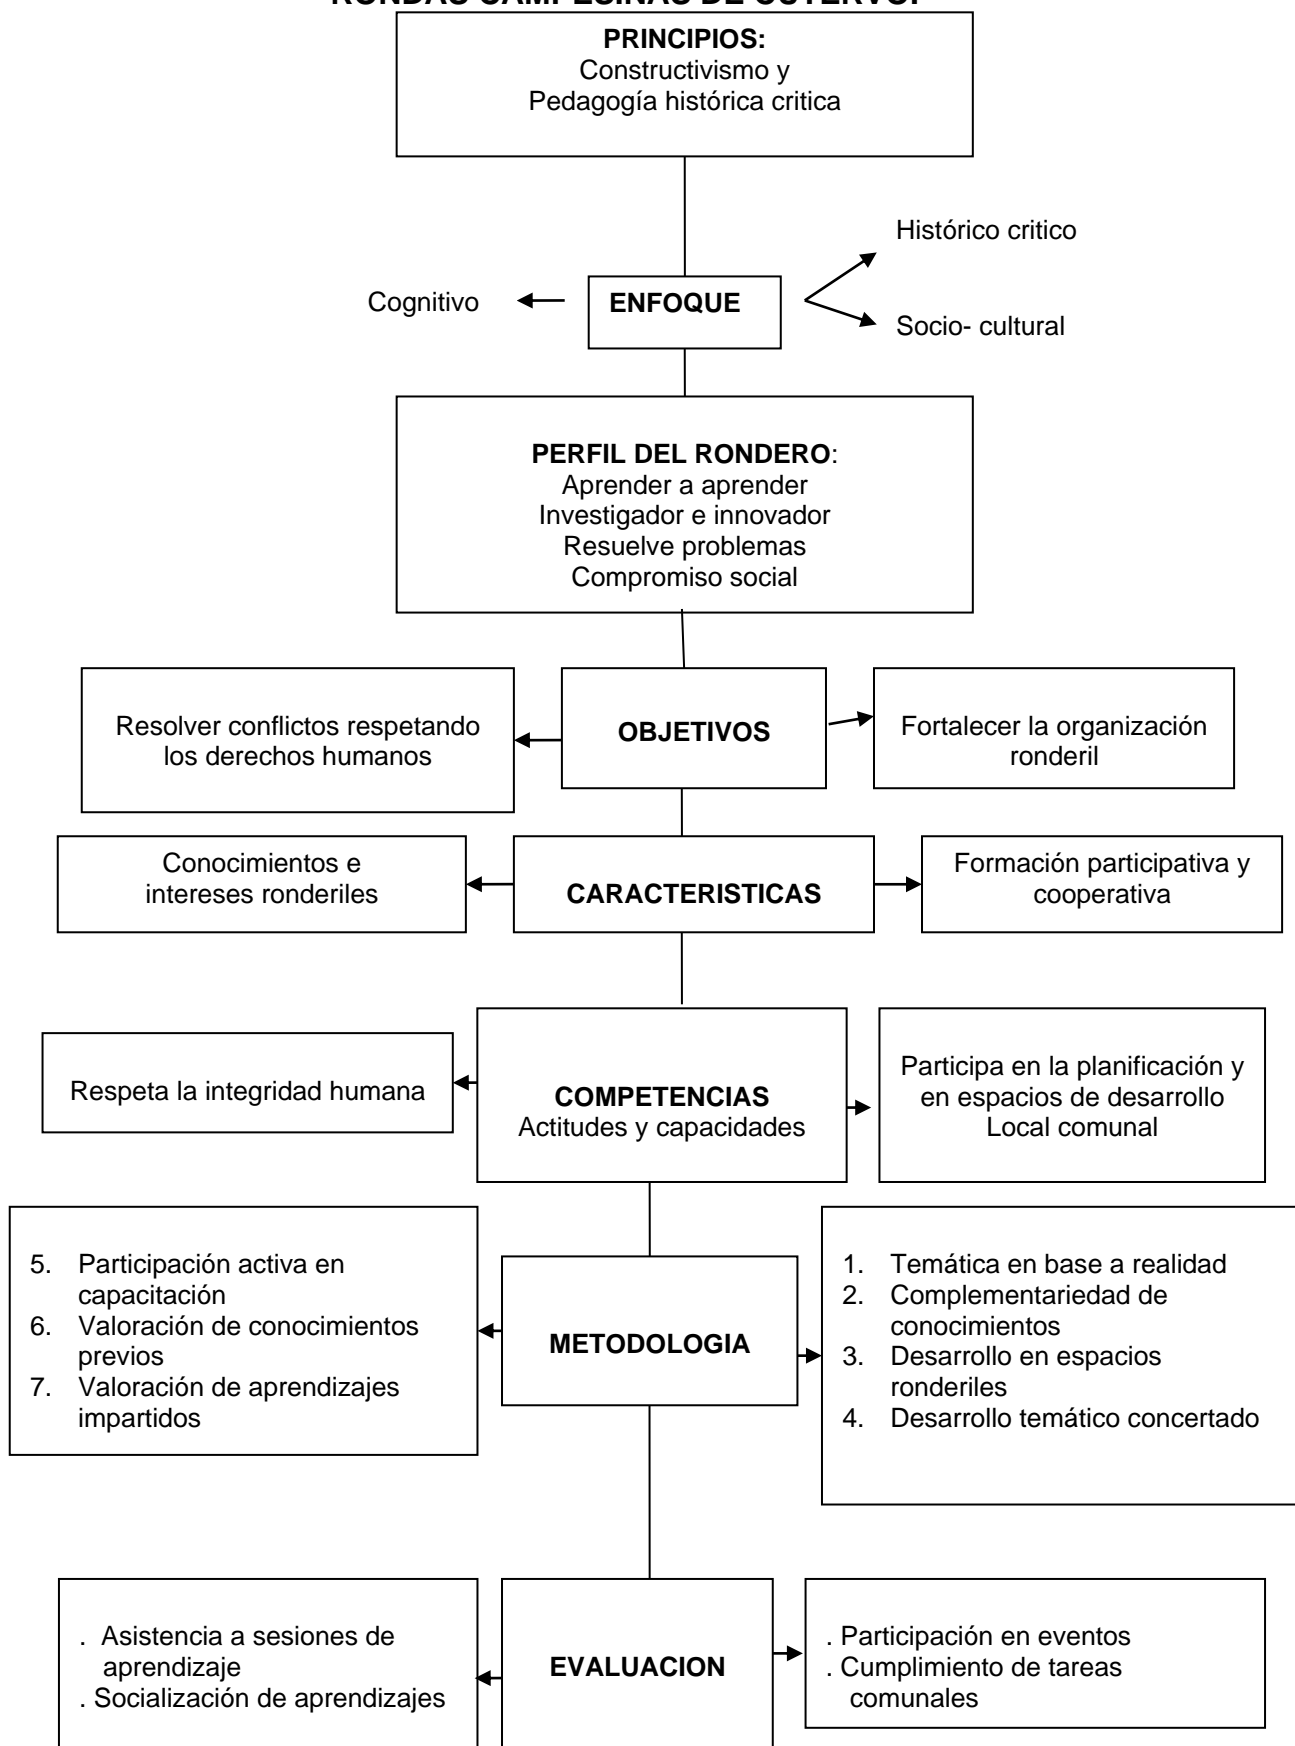 RONDAS CAMPESINAS DE CUTERVO.
PRINCIPIOS:
Constructivismo y
Pedagogía histórica critica
Histórico critico
Cognitivo
ENFOQUE
Socio- cultural
PERFIL DEL RONDERO:
Aprender a aprender
Investigador e innovador
Resuelve problemas
Compromiso social
Resolver conflictos respetando
los derechos humanos
OBJETIVOS
Fortalecer la organización
ronderil
Conocimientos e
intereses ronderiles
CARACTERISTICAS
Formación participativa y
cooperativa
Respeta la integridad humana
COMPETENCIAS
Actitudes y capacidades
Participa en la planificación y
en espacios de desarrollo
Local comunal
5. Participación activa en
capacitación
6. Valoración de conocimientos
previos
7. Valoración de aprendizajes
impartidos
METODOLOGIA
1. Temática en base a realidad
2. Complementariedad de
conocimientos
3. Desarrollo en espacios
ronderiles
4. Desarrollo temático concertado
. Asistencia a sesiones de
aprendizaje
. Socialización de aprendizajes
EVALUACION
. Participación en eventos
. Cumplimiento de tareas
comunales